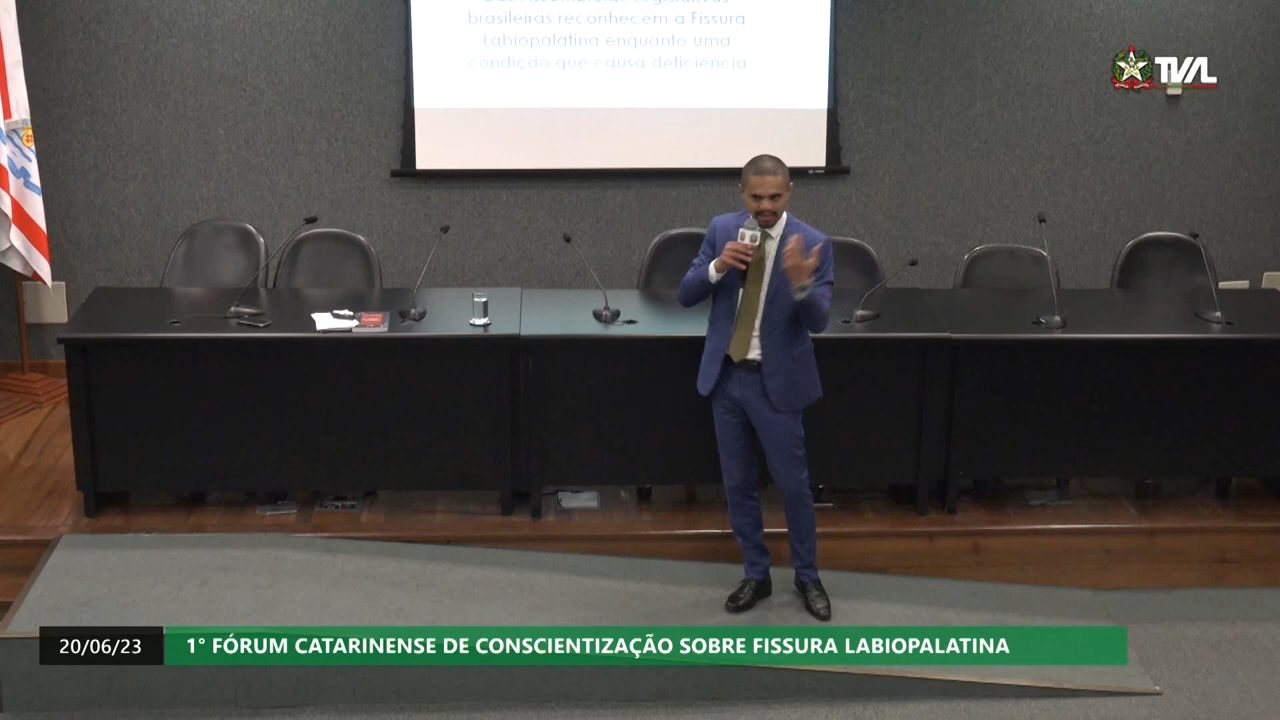 brasileiras reconhecem a Fissura
Labiopalatina enquanto uma
condição que causa deficiência
TVAL
20/06/23
1° FÓRUM CATARINENSE DE CONSCIENTIZAÇÃO SOBRE FISSURA LABIOPALATINA